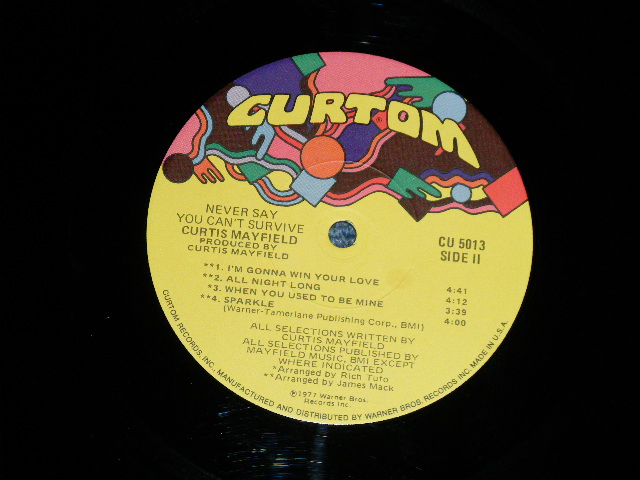 CURTOM
NEVER SAY
YOU CAN'T SURVIVE
CURTIS MAYFIELD
PRODUCED BY
CURTIS MAYFIELD
CU 5013
SIDE II
**1. I'M GONNA WIN YOUR LOVE 4:41
**2. ALL NIGHT LONG 4:12
*3. WHEN YOU USED TO BE MINE 3:39
**4. SPARKLE 4:00
(Warner-Tamerlane Publishing Corp., BMI)
ALL SELECTIONS WRITTEN BY
CURTIS MAYFIELD
ALL SELECTIONS PUBLISHED BY
MAYFIELD MUSIC, BMI EXCEPT
WHERE INDICATED
*Arranged by Rich Tufo
**Arranged by James Mack
℗1977 Warner Bros.
Records Inc.
CURTOM RECORDS, INC. MANUFACTURED AND DISTRIBUTED BY WARNER BROS. RECORDS INC. MADE IN U.S.A.